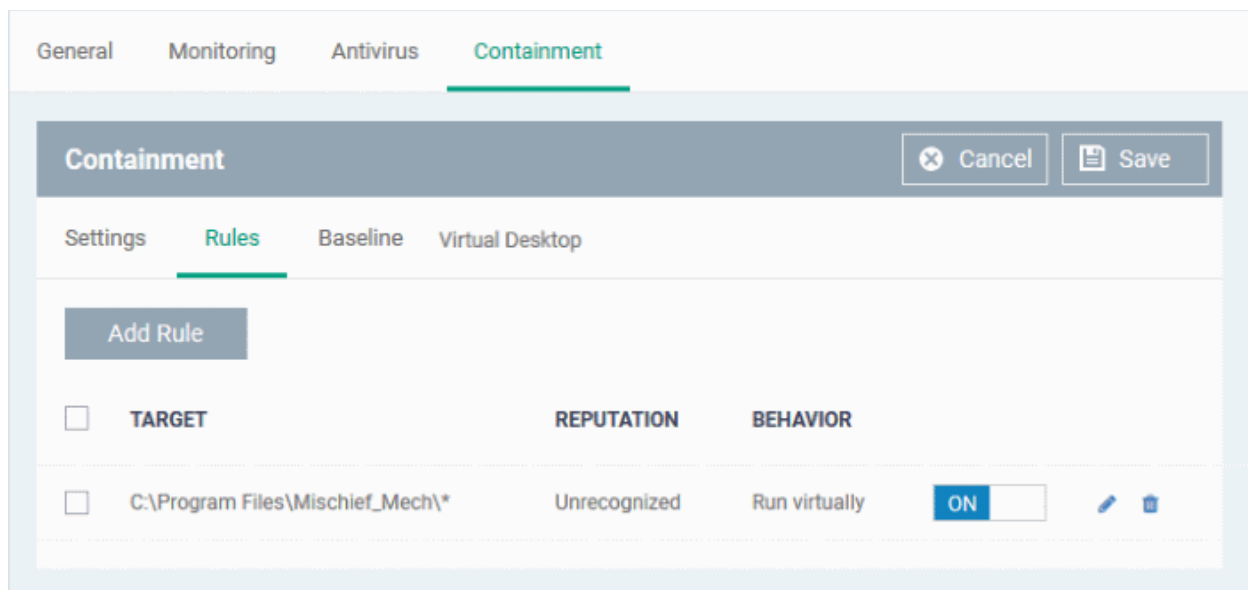 General Monitoring Antivirus Containment
Containment Cancel Save
Settings Rules Baseline Virtual Desktop
Add Rule
TARGET REPUTATION BEHAVIOR
C:\Program Files\Mischief_Mech\* Unrecognized Run virtually ON